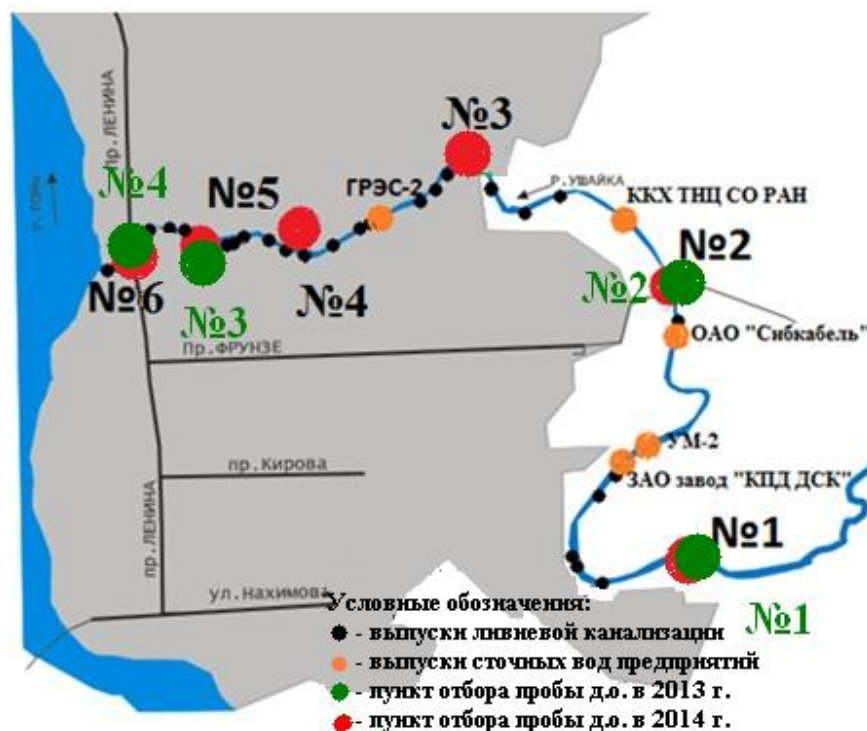 Пр.ЛЕНИНА
№3
№4
№5
ГРЭС-2
Р.УШАЙКА
ККХ ТНЦ СО РАН
Р. ТОМЬ
№2
№2
№6
№3
№4
ОАО "Сибкабель"
Пр.ФРУНЗЕ
УМ-2
пр.Кирова
ЗАО завод "КПД ДСК"
пр.ЛЕНИНА
№1
ул.Нахимова
Условные обозначения:
№1
- выпуски ливневой канализации
- выпуски сточных вод предприятий
- пункт отбора пробы д.о. в 2013 г.
- пункт отбора пробы д.о. в 2014 г.